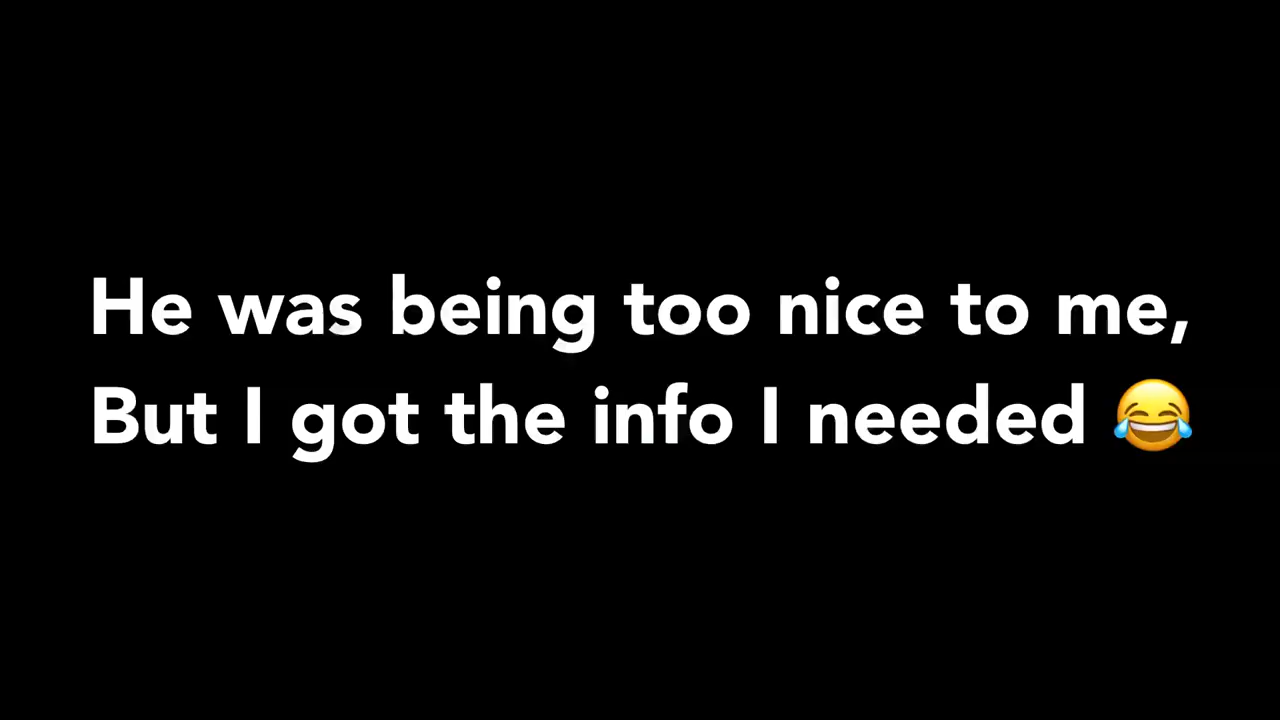 He was being too nice to me,
But I got the info I needed 😂